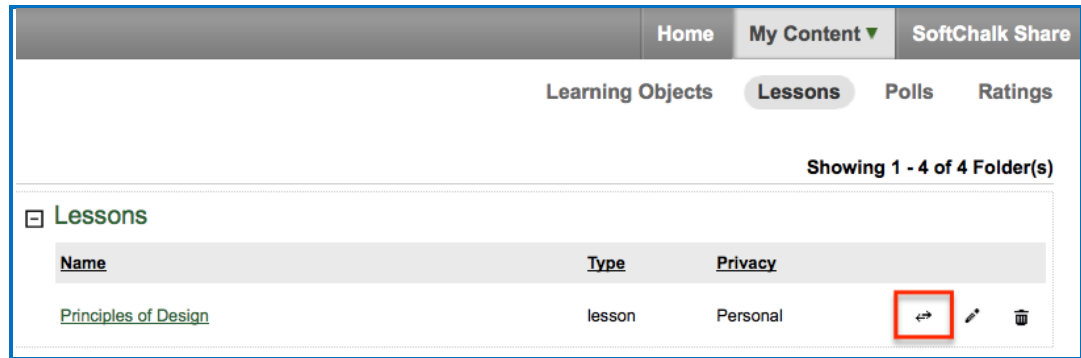 Home My Content ▼ SoftChalk Share
Learning Objects Lessons Polls Ratings
Showing 1 - 4 of 4 Folder(s)
Lessons
Name Type Privacy
Principles of Design lesson Personal